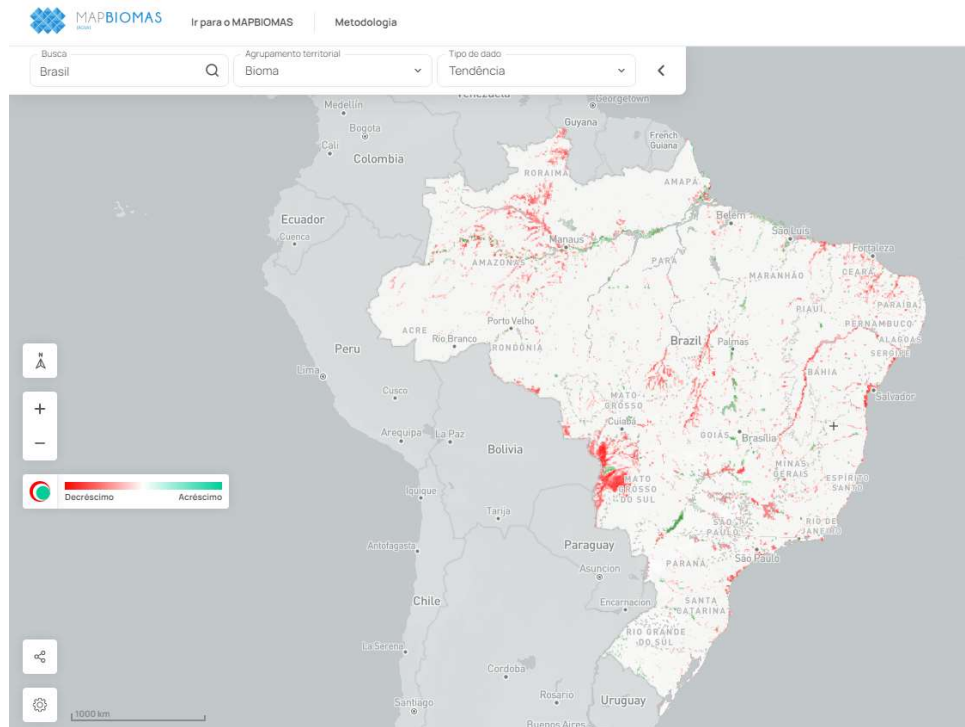 MAPBIOMAS
Ir para o MAPBIOMAS
Metodologia
Busca
Brasil
Agrupamento territorial
Bioma
Tipo de dado
Tendência
Venezuela
Georgetown
Medellín
Bogota
Guyana
Cali
French
Guiana
Colombia
RORAIMA
AMAPÁ
Ecuador
Cuenca
Belém
São Luís
Manaus
Fortaleza
AMAZONAS
PARÁ
MARANHÃO
CEARÁ
PIAUÍ
PARAÍBA
Porto Velho
PERNAMBUCO
ACRE
Rio Branco
RONDÔNIA
Brazil
Palmas
ALAGOAS
SERGIPE
Peru
Lima
BAHIA
Cusco
MATO
GROSSO
Salvador
Cuiabá
Arequipa
La Paz
Bolivia
GOIÁS
Brasília
MINAS
GERAIS
ESPÍRITO
SANTO
MATO
GROSSO
DO SUL
Decréscimo
Acréscimo
Iquique
Tarija
SÃO
PAULO
RIO DE
JANEIRO
Antofagasta
Paraguay
São Paulo
PARANÁ
Asuncion
Chile
Encarnacion
SANTA
CATARINA
RIO GRANDE
DO SUL
La Serena
Cordoba
Santiago
Rosario
Uruguay
N
1000 km
Buenos Aires